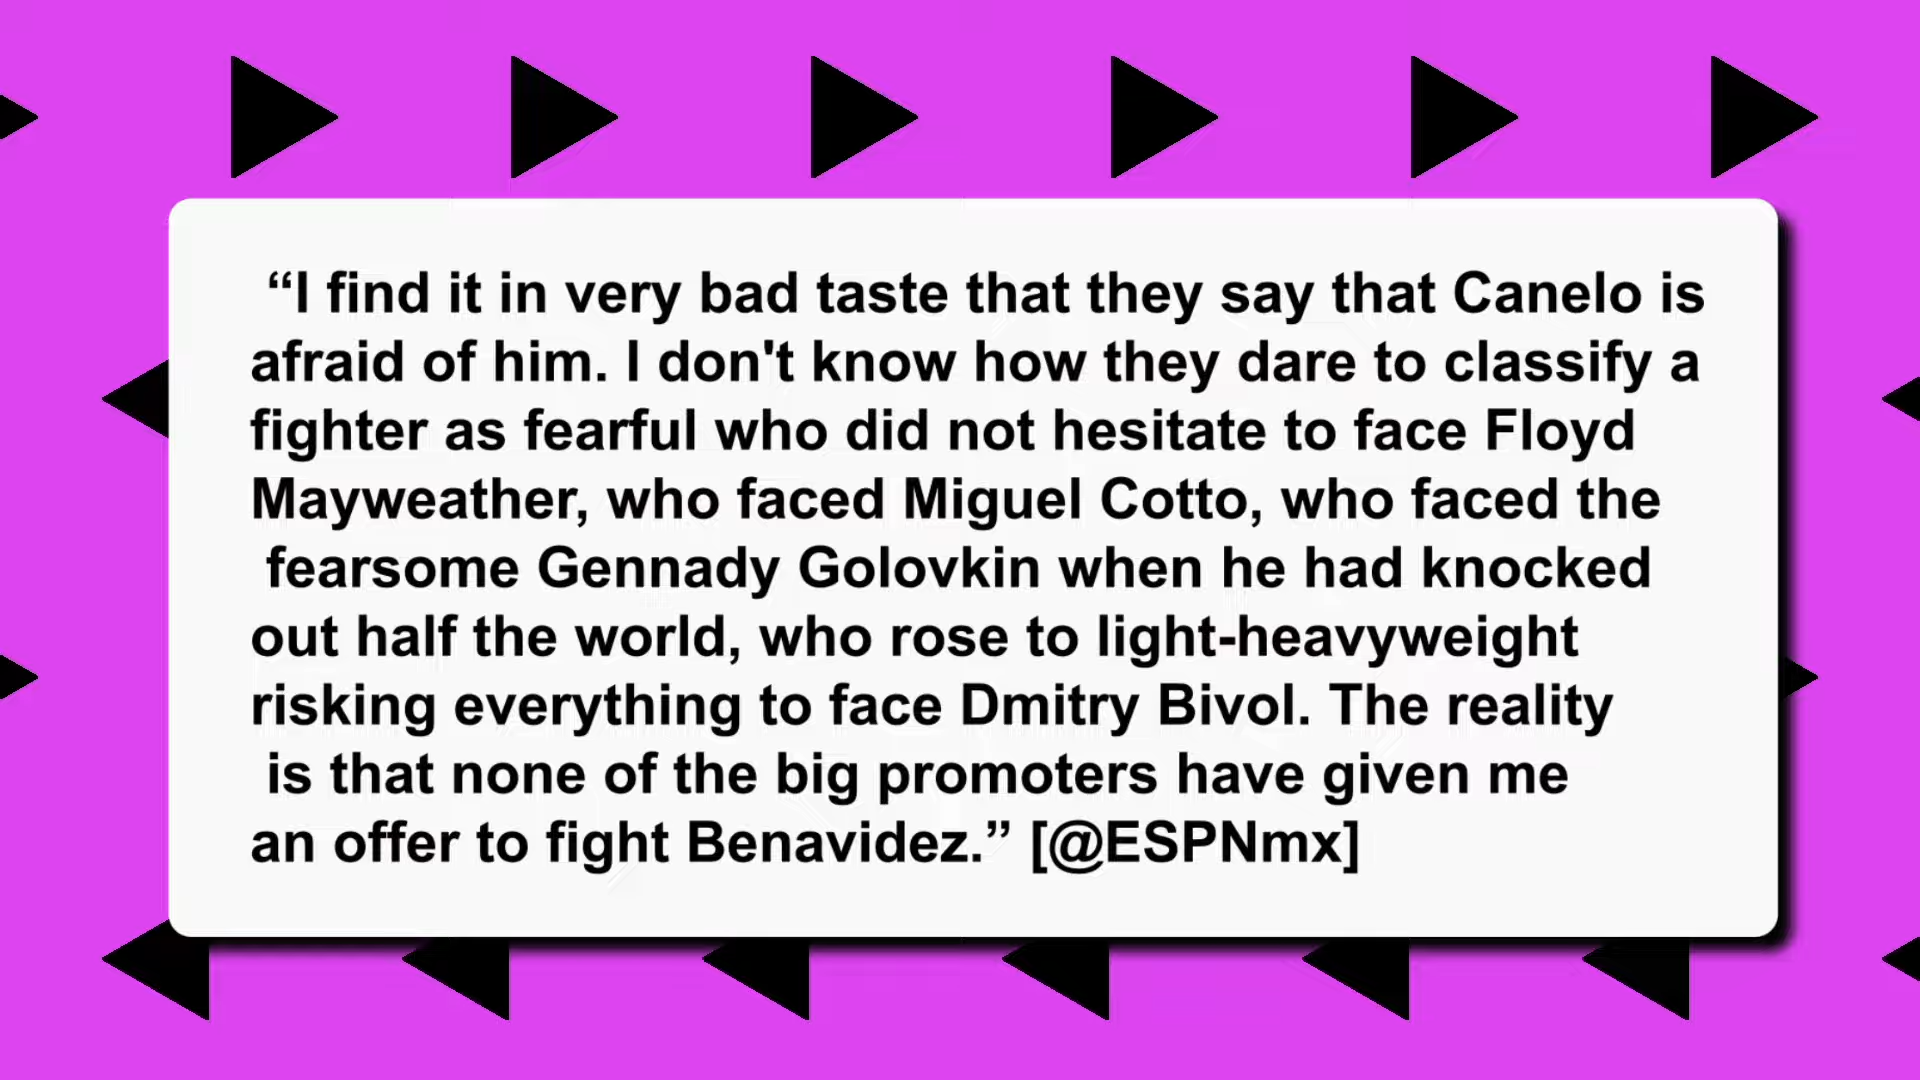 “I find it in very bad taste that they say that Canelo is
afraid of him. I don't know how they dare to classify a
fighter as fearful who did not hesitate to face Floyd
Mayweather, who faced Miguel Cotto, who faced the
fearsome Gennady Golovkin when he had knocked
out half the world, who rose to light-heavyweight
risking everything to face Dmitry Bivol. The reality
is that none of the big promoters have given me
an offer to fight Benavidez.” [@ESPNmx]